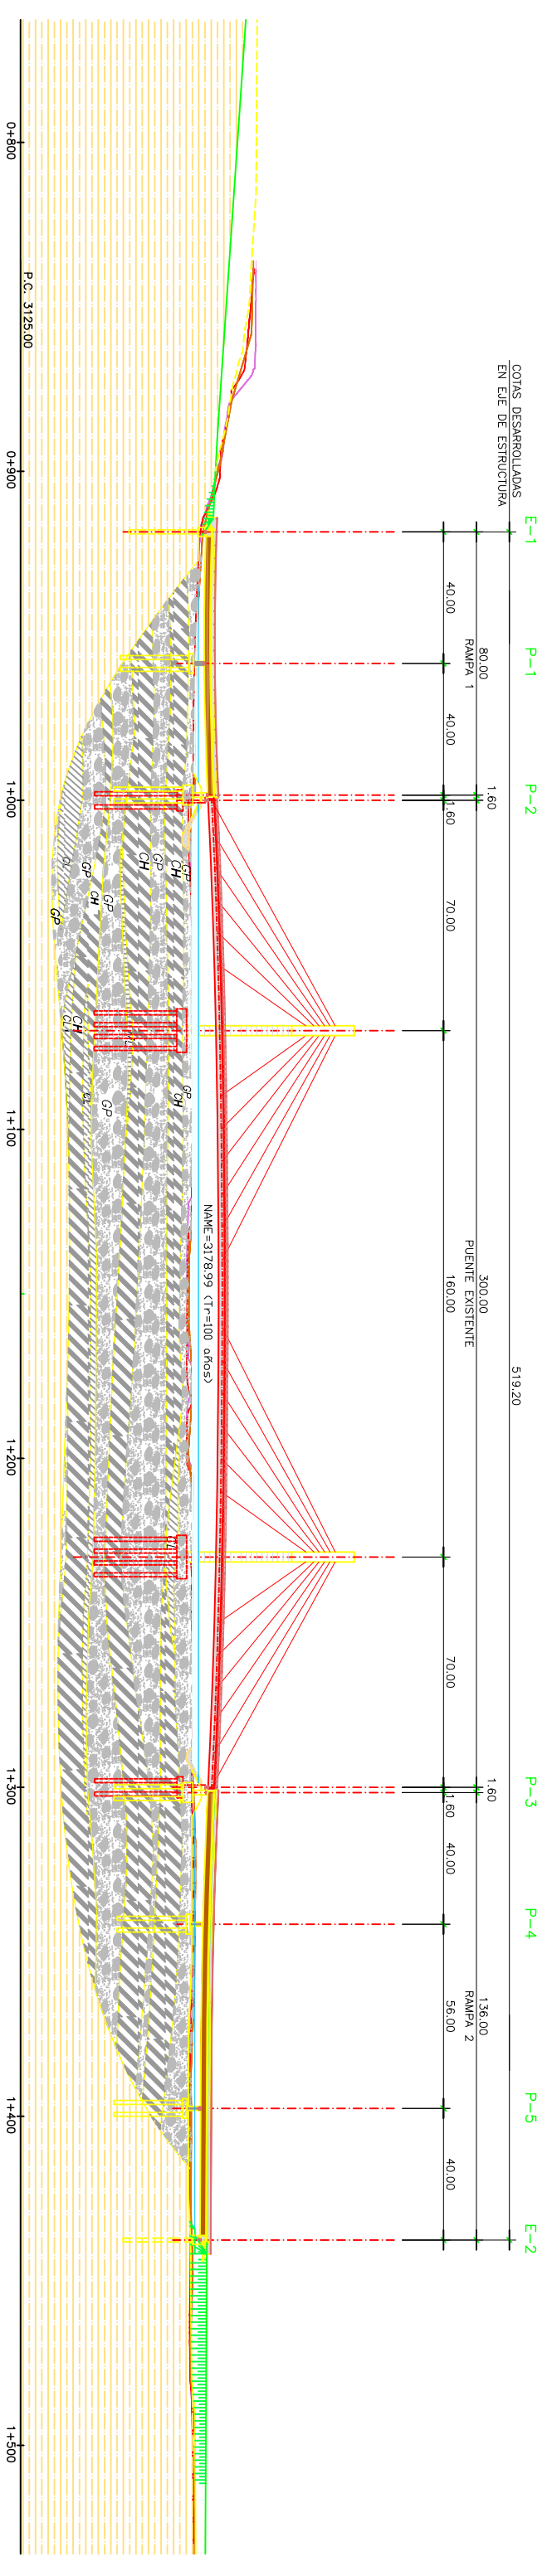 COTAS DESARROLLADAS
EN EJE DE ESTRUCTURA
E-1
P-1
P-2
P-3
P-4
P-5
E-2
519.20
80.00
RAMPA 1
1.60
300.00
PUENTE EXISTENTE
1.60
136.00
RAMPA 2
40.00
40.00
1.60
70.00
160.00
70.00
1.60
40.00
56.00
40.00
NAME=3178.99 (Tr=100 años)
GP
CH
GP
CH
GP
CH
GP
CL
GP
CH
CL
GP
CH
GP
CL
ML
CL
P.C. 3125.00
0+800
0+900
1+000
1+100
1+200
1+300
1+400
1+500